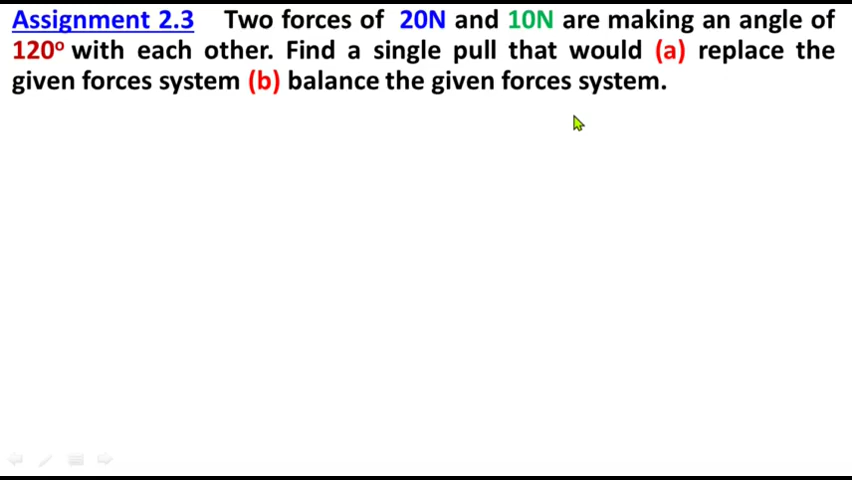 Assignment 2.3 Two forces of 20N and 10N are making an angle of
120º with each other. Find a single pull that would (a) replace the
given forces system (b) balance the given forces system.